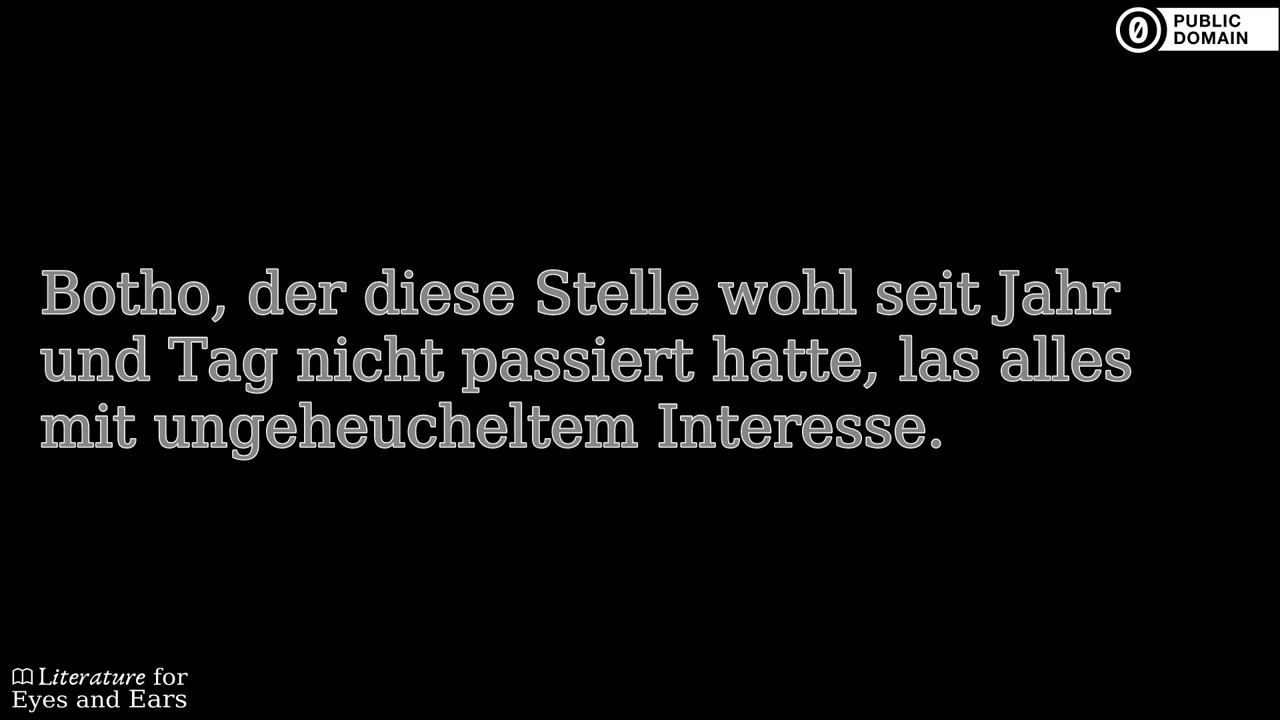 PUBLIC
DOMAIN
Botho, der diese Stelle wohl seit Jahr
und Tag nicht passiert hatte, las alles
mit ungeheucheltem Interesse.
Literature for
Eyes and Ears